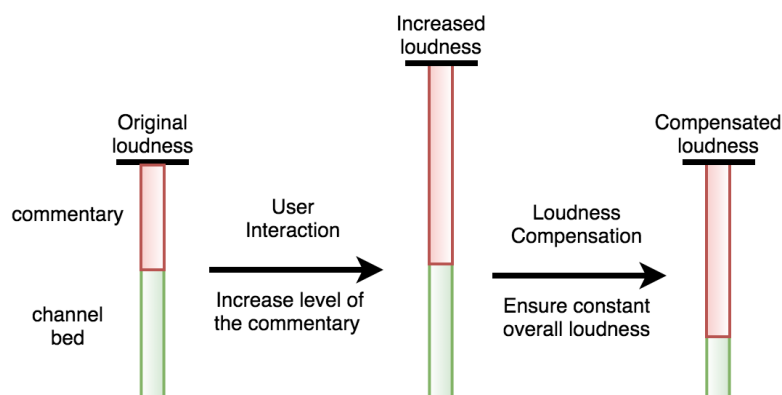 Increased
loudness
Original
loudness
Compensated
loudness
commentary
User
Interaction
Loudness
Compensation
channel
bed
Increase level of
the commentary
Ensure constant
overall loudness